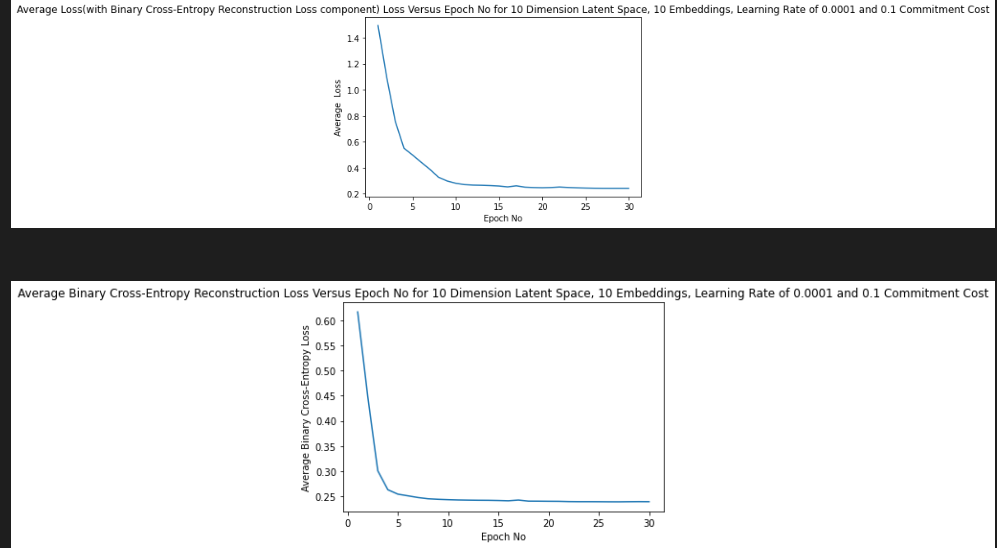 Average Loss(with Binary Cross-Entropy Reconstruction Loss component) Loss Versus Epoch No for 10 Dimension Latent Space, 10 Embeddings, Learning Rate of 0.0001 and 0.1 Commitment Cost
1.4
1.2
1.0
0.8
0.6
0.4
0.2
Average Loss
0 5 10 15 20 25 30
Epoch No
Average Binary Cross-Entropy Reconstruction Loss Versus Epoch No for 10 Dimension Latent Space, 10 Embeddings, Learning Rate of 0.0001 and 0.1 Commitment Cost
0.60
0.55
0.50
0.45
0.40
0.35
0.30
0.25
Average Binary Cross-Entropy Loss
0 5 10 15 20 25 30
Epoch No